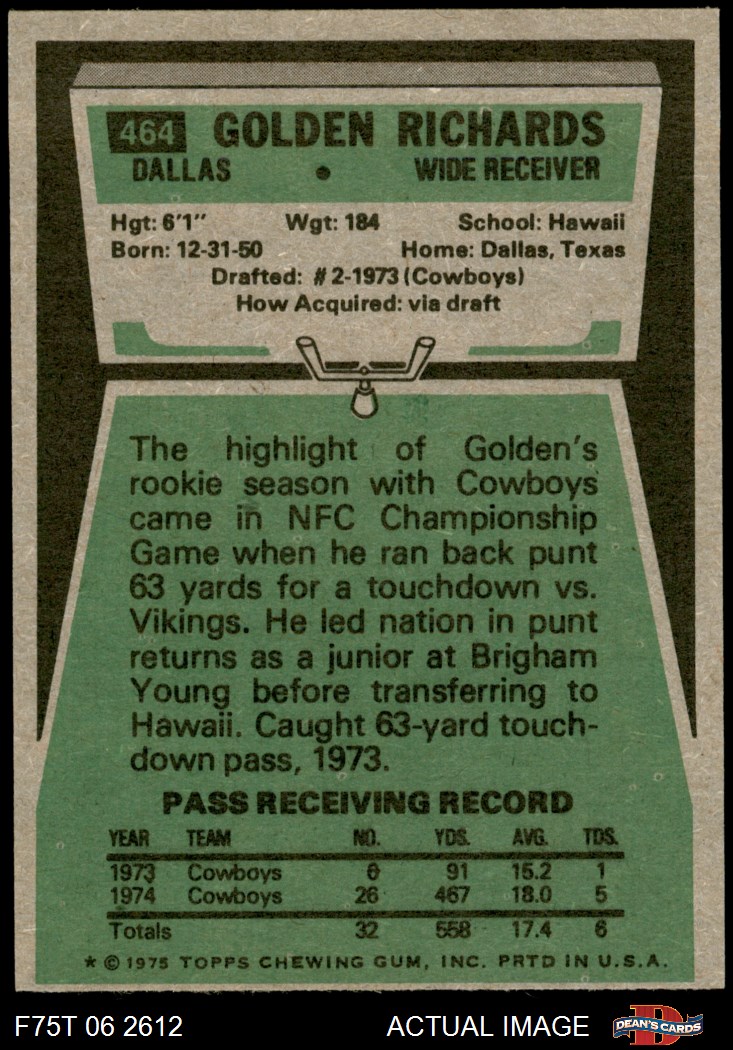 464 GOLDEN RICHARDS
DALLAS • WIDE RECEIVER
Hgt: 6'1" Wgt: 184 School: Hawaii
Born: 12-31-50 Home: Dallas, Texas
Drafted: #2-1973 (Cowboys)
How Acquired: via draft
The highlight of Golden's
rookie season with Cowboys
came in NFC Championship
Game when he ran back punt
63 yards for a touchdown vs.
Vikings. He led nation in punt
returns as a junior at Brigham
Young before transferring to
Hawaii. Caught 63-yard touch-
down pass, 1973.
PASS RECEIVING RECORD
YEAR TEAM NO. YDS. AVG. TDS.
1973 Cowboys 6 91 15.2 1
1974 Cowboys 26 467 18.0 5
Totals 32 558 17.4 6
* © 1975 TOPPS CHEWING GUM, INC. PRTD IN U.S.A.
F75T 06 2612 ACTUAL IMAGE D DEAN'S CARDS